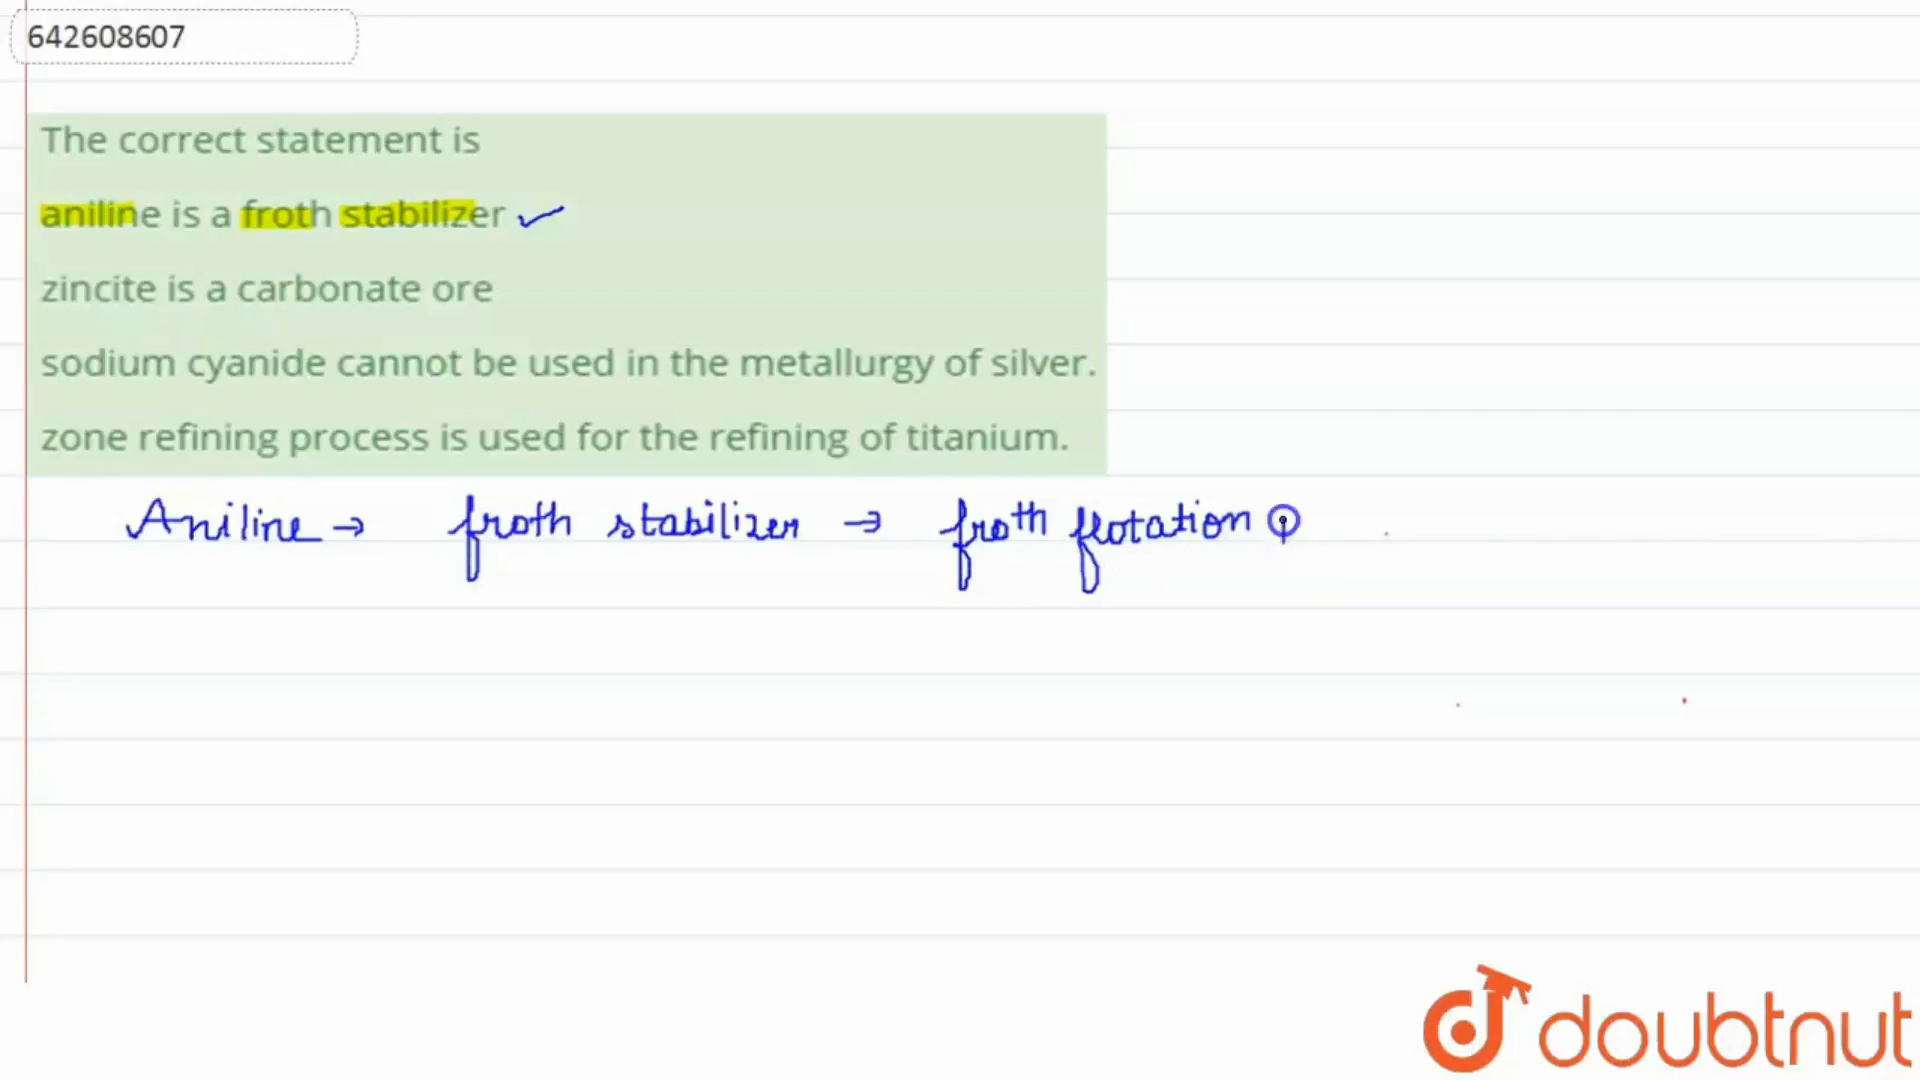 642608607
The correct statement is
aniline is a froth stabilizer
zincite is a carbonate ore
sodium cyanide cannot be used in the metallurgy of silver.
zone refining process is used for the refining of titanium.
Aniline → froth stabilizer → froth flotation
doubtnut